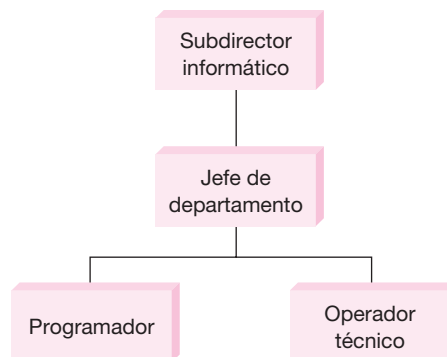 Subdirector
informático
Jefe de
departamento
Programador
Operador
técnico